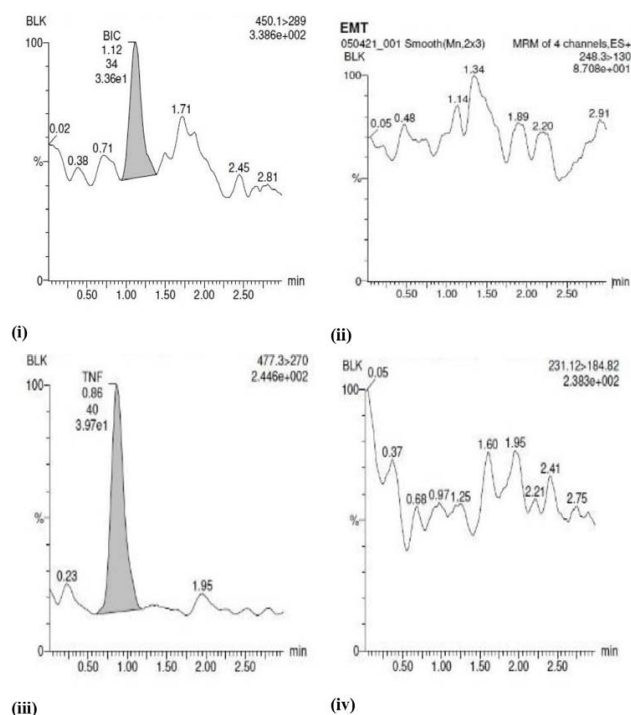 BLK 450.1>289
3.386e+002
BIC
1.12
34
3.36e1
100
0.02
0.38
0.71
1.71
2.45
2.81
%
0
min
0.50 1.00 1.50 2.00 2.50
(i)
EMT
050421_001 Smooth(Mn,2x3) MRM of 4 channels,ES+
BLK 248.3>130
8.708e+001
100
0.05
0.48
1.14
1.34
1.89
2.20
2.91
%
0
min
0.50 1.00 1.50 2.00 2.50
(ii)
BLK 477.3>270
2.446e+002
TNF
0.86
40
3.97e1
100
0.23
1.95
%
0
min
0.50 1.00 1.50 2.00 2.50
(iii)
BLK 231.12>184.82
2.383e+002
100
0.05
0.37
0.68
0.97
1.25
1.60
1.95
2.21
2.41
2.75
%
0
min
0.50 1.00 1.50 2.00 2.50
(iv)